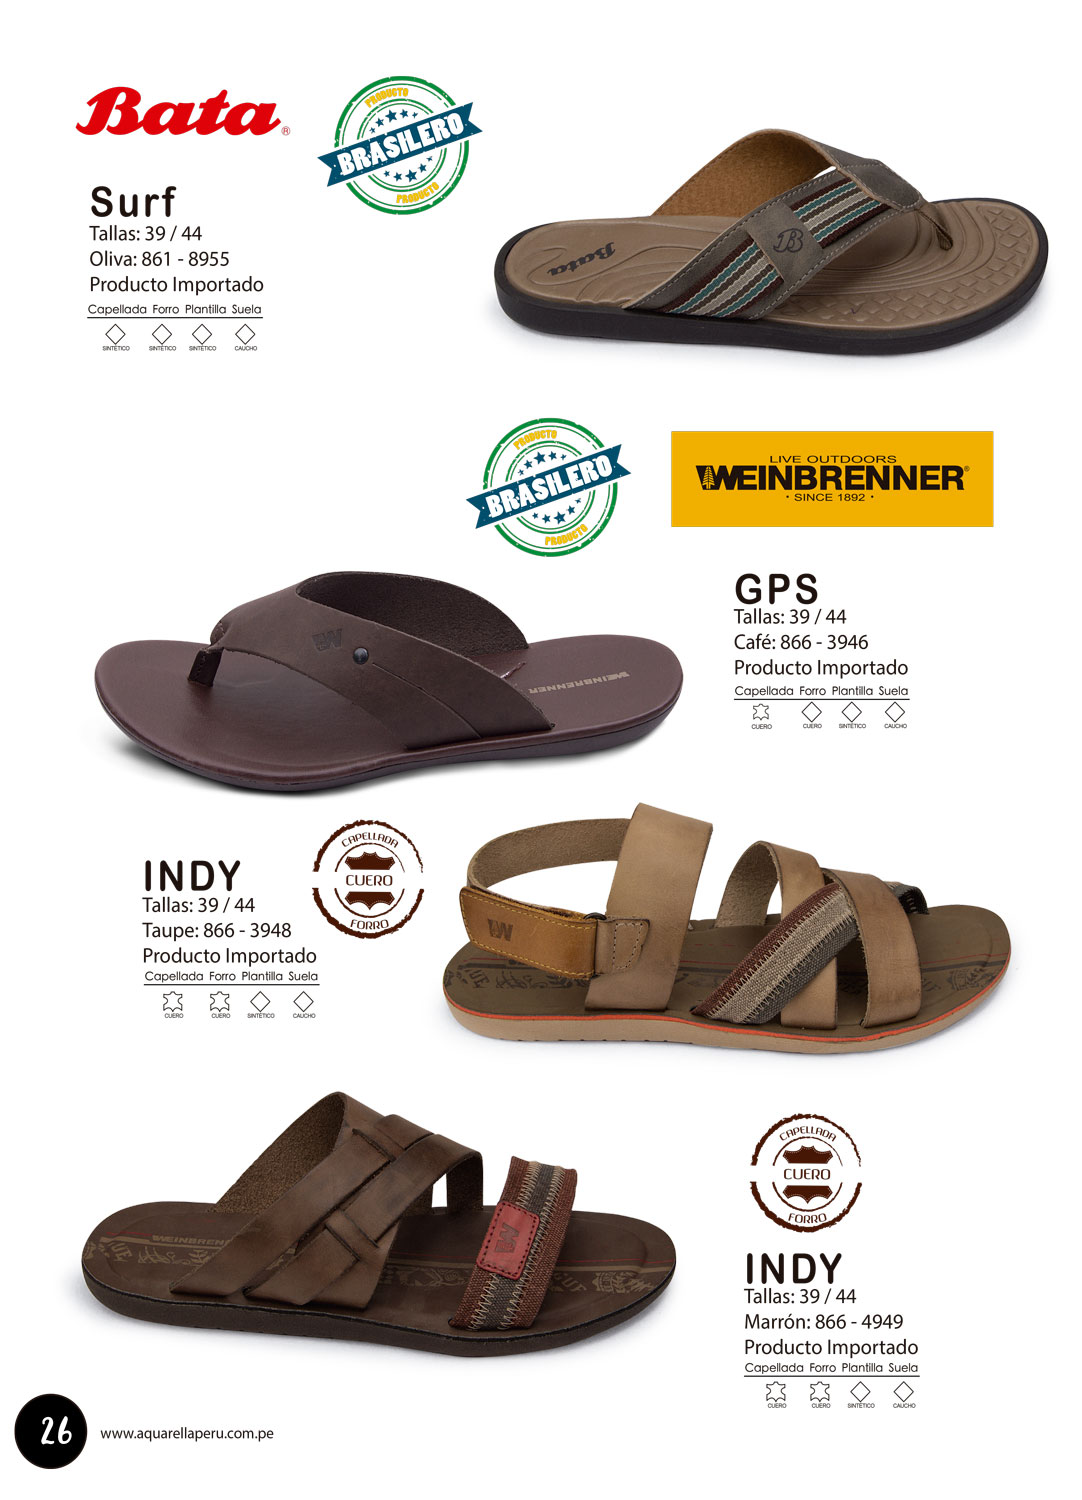 Bata®
PRODUCTO
BRASILERO
PRODUCTO
Surf
Tallas: 39 / 44
Oliva: 861 - 8955
Producto Importado
Capellada Forro Plantilla Suela
SINTÉTICO SINTÉTICO SINTÉTICO CAUCHO
B
Bata
PRODUCTO
BRASILERO
PRODUCTO
LIVE OUTDOORS
WEINBRENNER®
· SINCE 1892 ·
GPS
Tallas: 39 / 44
Café: 866 - 3946
Producto Importado
Capellada Forro Plantilla Suela
CUERO CUERO SINTÉTICO CAUCHO
W
WEINBRENNER
CAPELLADA
CUERO
FORRO
INDY
Tallas: 39 / 44
Taupe: 866 - 3948
Producto Importado
Capellada Forro Plantilla Suela
CUERO CUERO SINTÉTICO CAUCHO
W
WEINBRENNER
W
CAPELLADA
CUERO
FORRO
INDY
Tallas: 39 / 44
Marrón: 866 - 4949
Producto Importado
Capellada Forro Plantilla Suela
CUERO CUERO SINTÉTICO CAUCHO
26
www.aquarellaperu.com.pe